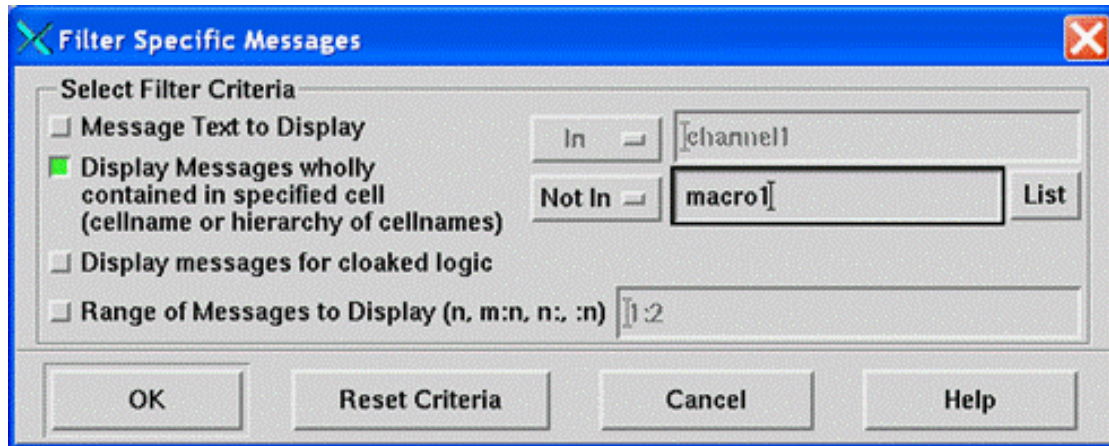 Filter Specific Messages
Select Filter Criteria
Message Text to Display
In
channel1
Display Messages wholly
contained in specified cell
(cellname or hierarchy of cellnames)
Not In
macro1
List
Display messages for cloaked logic
Range of Messages to Display (n, m:n, n:, :n)
1:2
OK
Reset Criteria
Cancel
Help